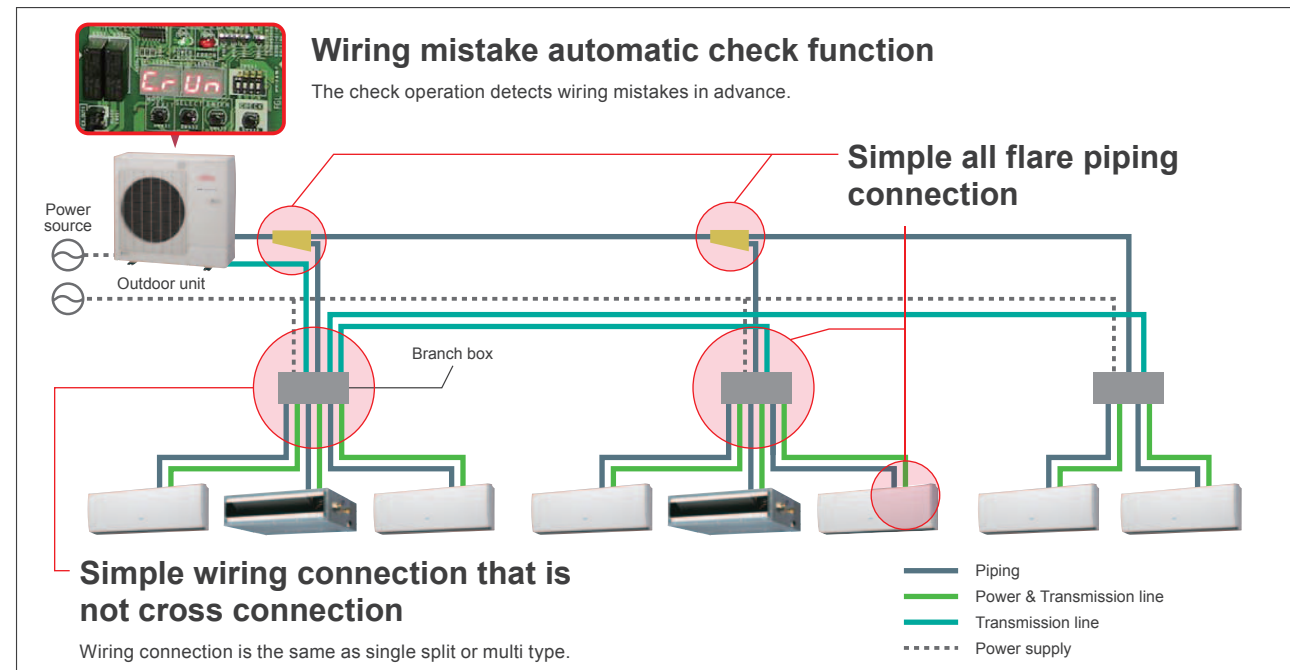 Cr Un
Wiring mistake automatic check function
The check operation detects wiring mistakes in advance.
Simple all flare piping
connection
Power
source
Outdoor unit
Branch box
Simple wiring connection that is
not cross connection
Wiring connection is the same as single split or multi type.
Piping
Power & Transmission line
Transmission line
Power supply